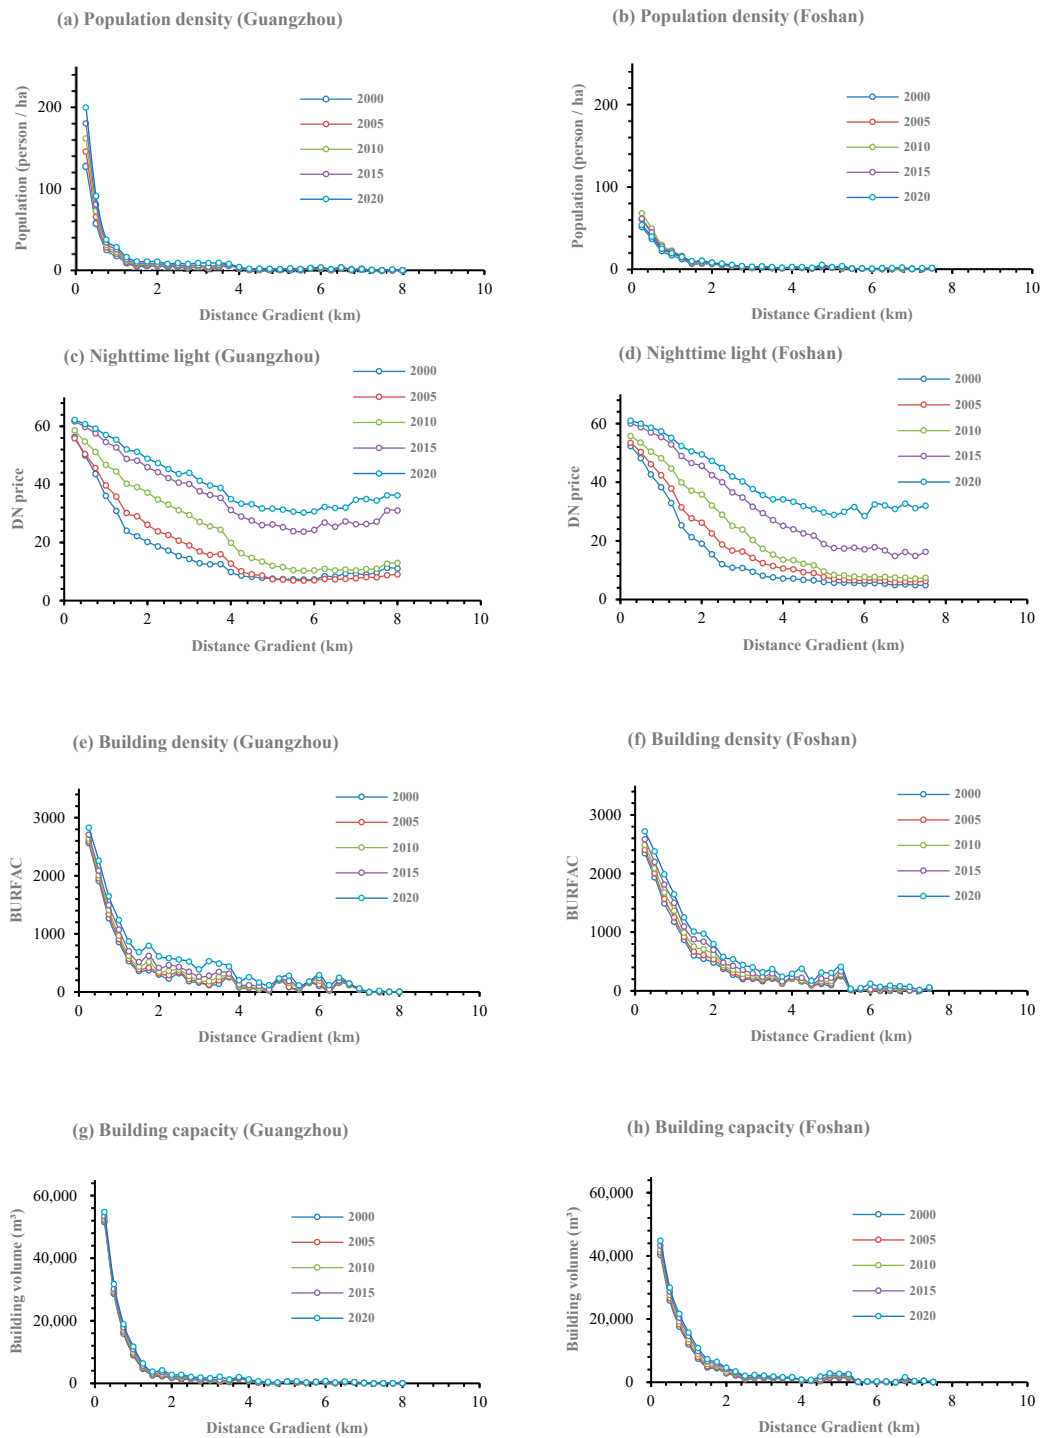 (a) Population density (Guangzhou)
Population (person / ha)
200
100
0
0 2 4 6 8 10
Distance Gradient (km)
2000
2005
2010
2015
2020
(b) Population density (Foshan)
Population (person / ha)
200
100
0
0 2 4 6 8 10
Distance Gradient (km)
2000
2005
2010
2015
2020
(c) Nighttime light (Guangzhou)
DN price
60
40
20
0
0 2 4 6 8 10
Distance Gradient (km)
2000
2005
2010
2015
2020
(d) Nighttime light (Foshan)
DN price
60
40
20
0
0 2 4 6 8 10
Distance Gradient (km)
2000
2005
2010
2015
2020
(e) Building density (Guangzhou)
BURFAC
3000
2000
1000
0
0 2 4 6 8 10
Distance Gradient (km)
2000
2005
2010
2015
2020
(f) Building density (Foshan)
BURFAC
3000
2000
1000
0
0 2 4 6 8 10
Distance Gradient (km)
2000
2005
2010
2015
2020
(g) Building capacity (Guangzhou)
Building volume (m³)
60,000
40,000
20,000
0
0 2 4 6 8 10
Distance Gradient (km)
2000
2005
2010
2015
2020
(h) Building capacity (Foshan)
Building volume (m³)
60,000
40,000
20,000
0
0 2 4 6 8 10
Distance Gradient (km)
2000
2005
2010
2015
2020